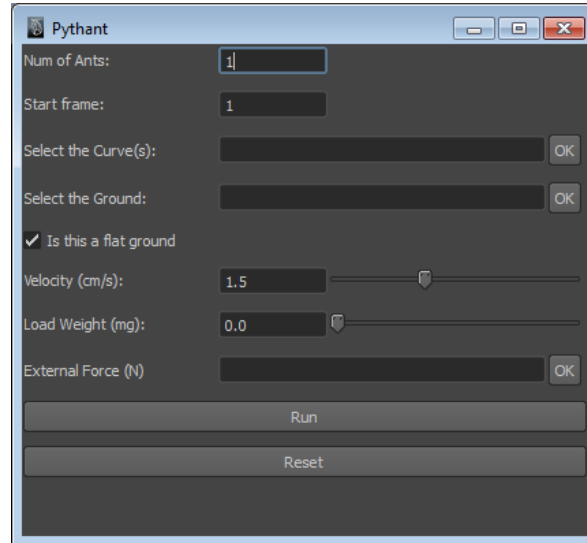 Pythant
Num of Ants: 1
Start frame: 1
Select the Curve(s): OK
Select the Ground: OK
Is this a flat ground
Velocity (cm/s): 1.5
Load Weight (mg): 0.0
External Force (N) OK
Run
Reset